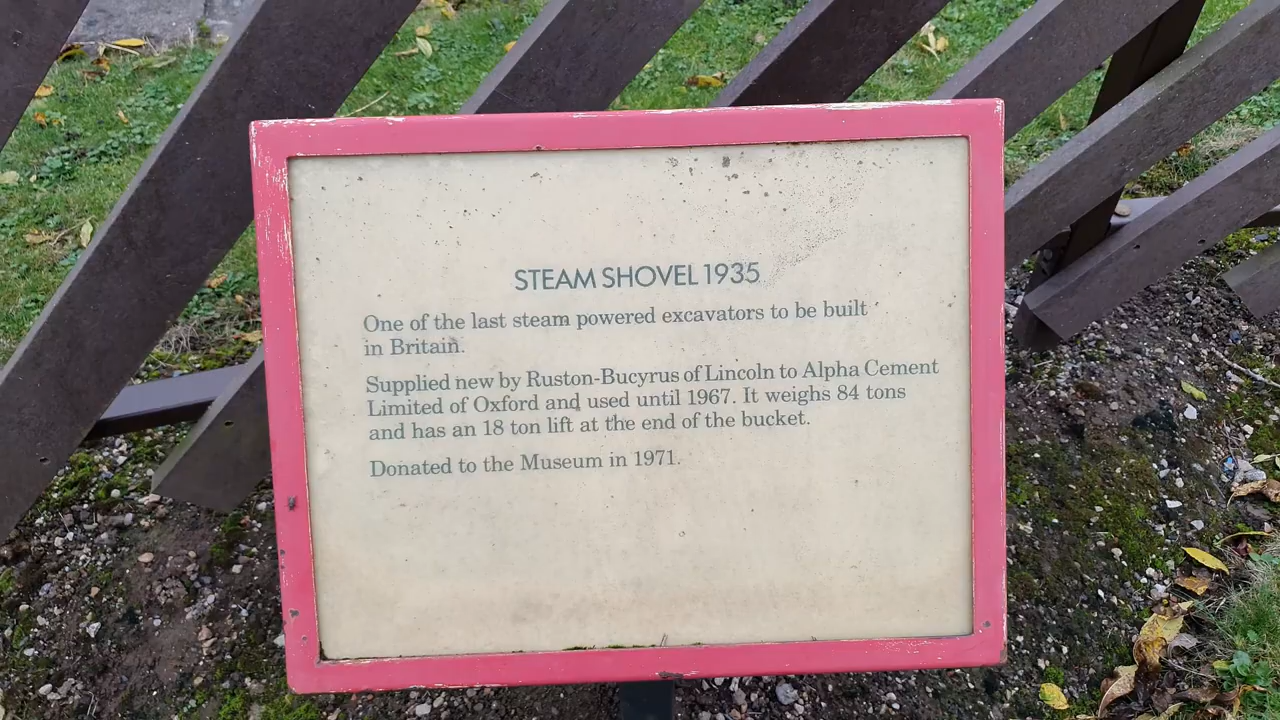 STEAM SHOVEL 1935
One of the last steam powered excavators to be built
in Britain.
Supplied new by Ruston-Bucyrus of Lincoln to Alpha Cement
Limited of Oxford and used until 1967. It weighs 84 tons
and has an 18 ton lift at the end of the bucket.
Donated to the Museum in 1971.